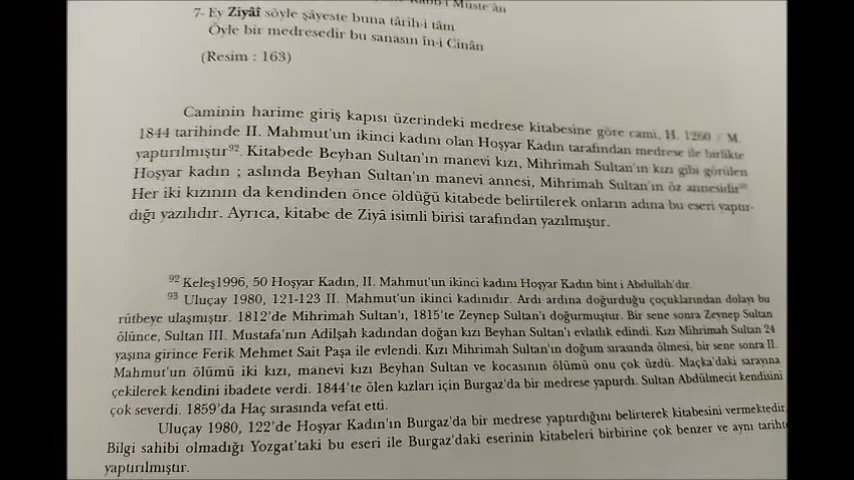 Rabb-i Müste'ân
7- Ey Ziyâî söyle şâyeste buna târih-i tâm
Öyle bir medresedir bu sanasın în-i Cinân
(Resim : 163)
Caminin harime giriş kapısı üzerindeki medrese kitabesine göre cami, H. 1260 / M.
1844 tarihinde II. Mahmut'un ikinci kadını olan Hoşyar Kadın tarafından medrese ile birlikte
yapurılmıştur92. Kitabede Beyhan Sultan'ın manevi kızı, Mihrimah Sultan'ın kızı gibi görülen
Hoşyar kadın ; aslında Beyhan Sultan'ın manevi annesi, Mihrimah Sultan'ın öz annesidir93
Her iki kızının da kendinden önce öldüğü kitabede belirtilerek onların adına bu eseri yaptır-
dığı yazılıdır. Ayrıca, kitabe de Ziyâ isimli birisi tarafından yazılmıştır.
92 Keleş1996, 50 Hoşyar Kadın, II. Mahmut'un ikinci kadını Hoşyar Kadın bint i Abdullah'dır.
93 Uluçay 1980, 121-123 II. Mahmut'un ikinci kadınıdır. Ardı ardına doğurduğu çoçuklarından dolayı bu
rütbeye ulaşmıştır. 1812'de Mihrimah Sultan'ı, 1815'te Zeynep Sultan'ı doğurmuştur. Bir sene sonra Zeynep Sultan
ölünce, Sultan III. Mustafa'nın Adilşah kadından doğan kızı Beyhan Sultan'ı evlatlık edindi. Kızı Mihrimah Sultan 24
yaşına girince Ferik Mehmet Sait Paşa ile evlendi. Kızı Mihrimah Sultan'ın doğum sırasında ölmesi, bir sene sonra II.
Mahmut'un ölümü iki kızı, manevi kızı Beyhan Sultan ve kocasının ölümü onu çok üzdü. Maçka'daki sarayına
çekilerek kendini ibadete verdi. 1844'te ölen kızları için Burgaz'da bir medrese yapurdı. Sultan Abdülmecit kendisini
çok severdi. 1859'da Haç sırasında vefat etti.
Uluçay 1980, 122'de Hoşyar Kadın'ın Burgaz'da bir medrese yapurdığını belirterek kitabesini vermektedir.
Bilgi sahibi olmadığı Yozgat'taki bu eseri ile Burgaz'daki eserinin kitabeleri birbirine çok benzer ve aynı tarihte
yapurılmıştır.